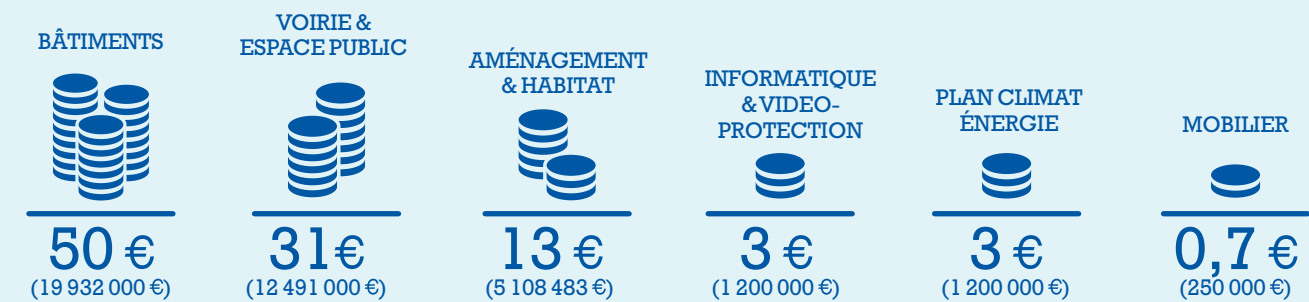 BÂTIMENTS
50 €
(19 932 000 €)
VOIRIE &
ESPACE PUBLIC
31€
(12 491 000 €)
AMÉNAGEMENT
& HABITAT
13 €
(5 108 483 €)
INFORMATIQUE
& VIDEO-
PROTECTION
3 €
(1 200 000 €)
PLAN CLIMAT
ÉNERGIE
3 €
(1 200 000 €)
MOBILIER
0,7 €
(250 000 €)